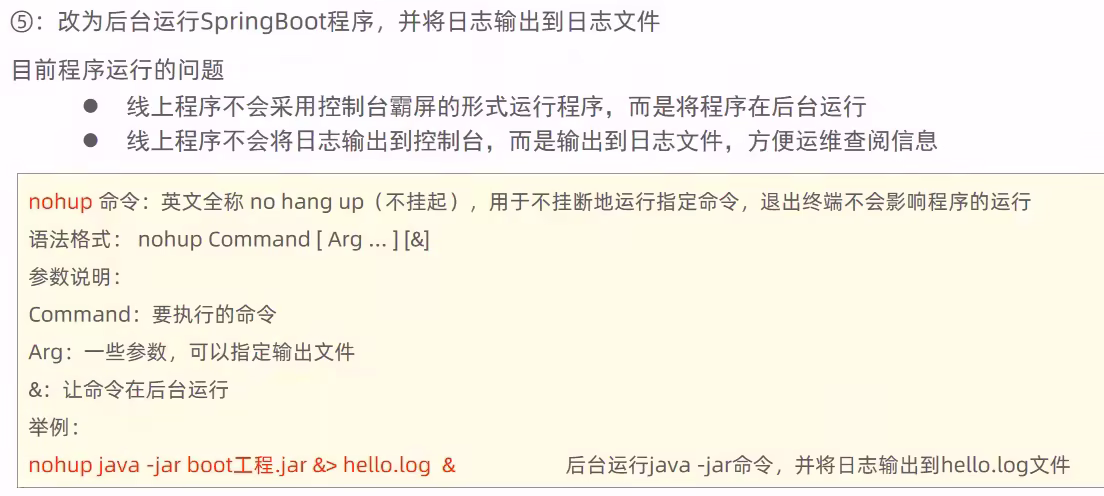 ⑤：改为后台运行SpringBoot程序，并将日志输出到日志文件
目前程序运行的问题
● 线上程序不会采用控制台霸屏的形式运行程序，而是将程序在后台运行
● 线上程序不会将日志输出到控制台，而是输出到日志文件，方便运维查阅信息
nohup 命令：英文全称 no hang up（不挂起），用于不挂断地运行指定命令，退出终端不会影响程序的运行
语法格式： nohup Command [ Arg … ] [&]
参数说明：
Command：要执行的命令
Arg：一些参数，可以指定输出文件
&：让命令在后台运行
举例：
nohup java -jar boot工程.jar &> hello.log & 后台运行java -jar命令，并将日志输出到hello.log文件